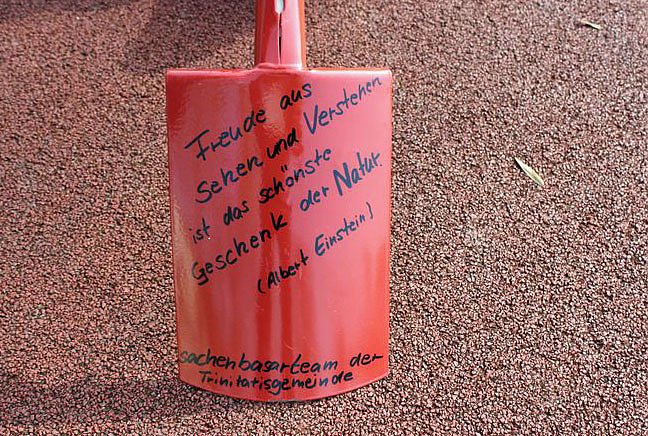 Freude aus
Sehen und Verstehen
ist das schönste
Geschenk der Natur.
(Albert Einstein)
sachenbasarteam der
Trinitatisgemeinde